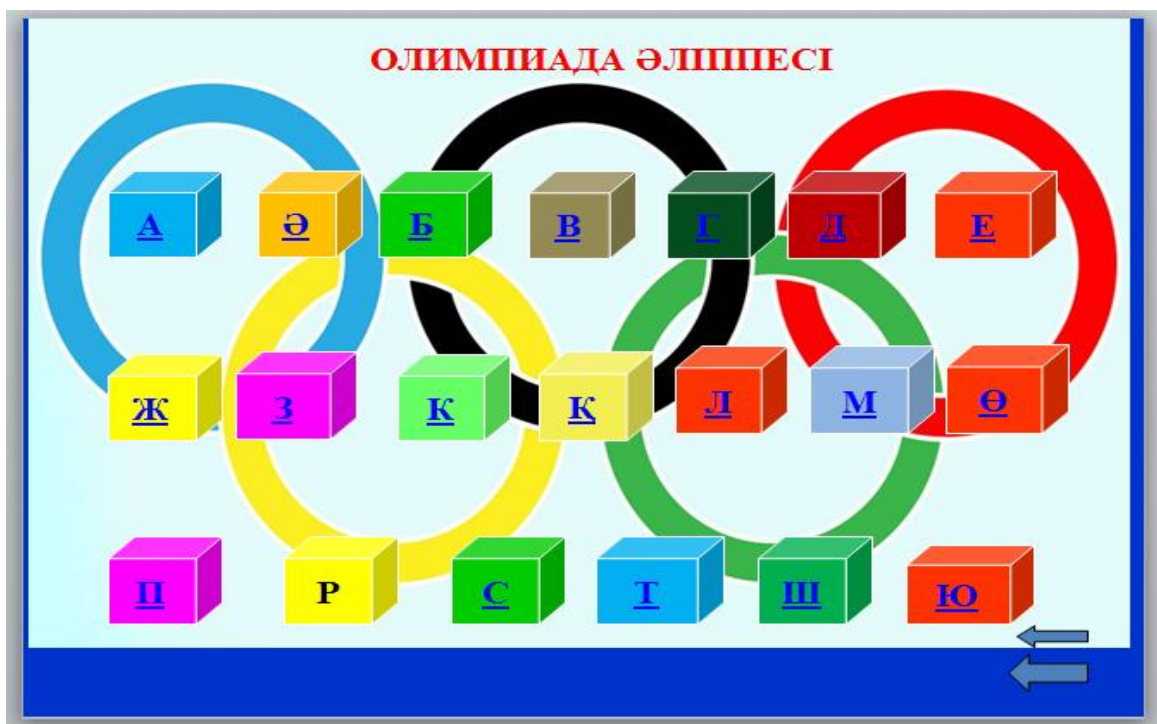 ОЛИМПИАДА ӘЛІППЕСІ
А Ә Б В Г Д Е
Ж З К Қ Л М Ө
П Р С Т Ш Ю